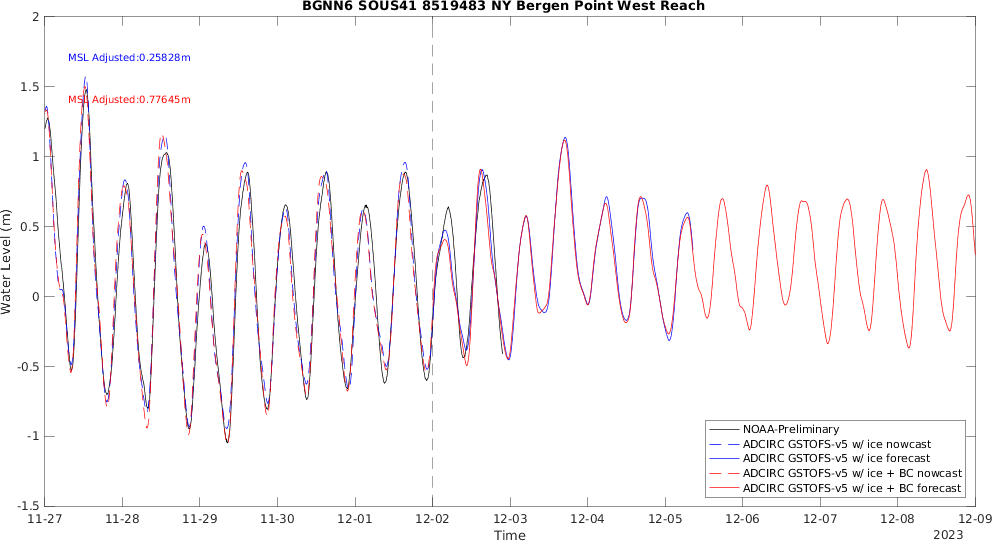 BGNN6 SOUS41 8519483 NY Bergen Point West Reach
2
MSL Adjusted:0.25828m
1.5
MSL Adjusted:0.77645m
1
0.5
Water Level (m)
0
-0.5
-1
NOAA-Preliminary
ADCIRC GSTOFS-v5 w/ ice nowcast
ADCIRC GSTOFS-v5 w/ ice forecast
ADCIRC GSTOFS-v5 w/ ice + BC nowcast
ADCIRC GSTOFS-v5 w/ ice + BC forecast
-1.5
11-27 11-28 11-29 11-30 12-01 12-02 12-03 12-04 12-05 12-06 12-07 12-08 12-09
Time
2023